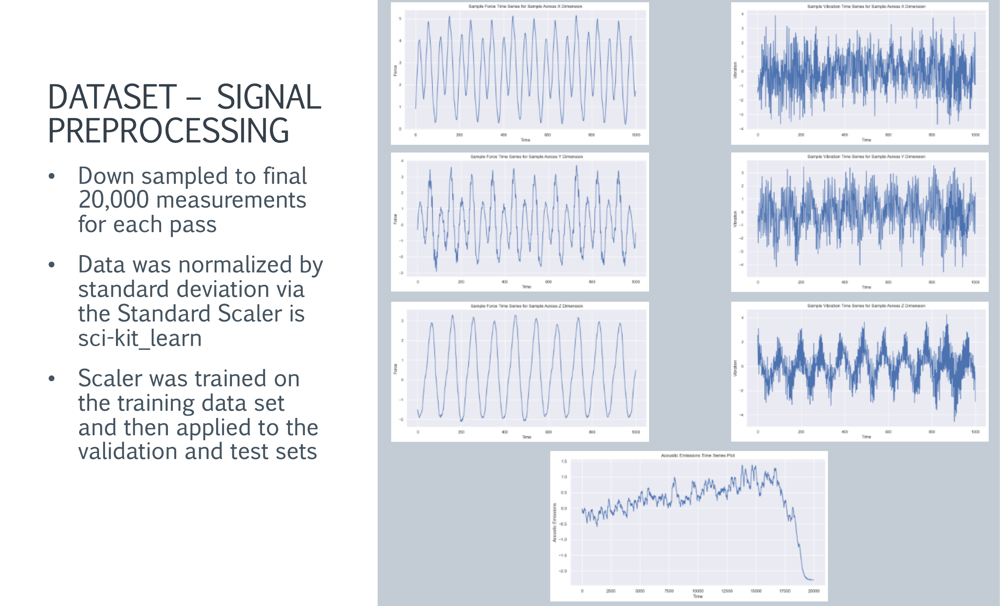 DATASET – SIGNAL
PREPROCESSING
• Down sampled to final
20,000 measurements
for each pass
• Data was normalized by
standard deviation via
the Standard Scaler is
sci-kit_learn
• Scaler was trained on
the training data set
and then applied to the
validation and test sets
Sample Force Time Series for Sample Across X Dimension
Force
5
4
3
2
1
0
0 200 400 600 800 1000
Time
Sample Vibration Time Series for Sample Across X Dimension
Vibration
4
3
2
1
0
−1
−2
−3
−4
0 200 400 600 800 1000
Time
Sample Force Time Series for Sample Across Y Dimension
Force
4
3
2
1
0
−1
−2
−3
0 200 400 600 800 1000
Time
Sample Vibration Time Series for Sample Across Y Dimension
Vibration
3
2
1
0
−1
−2
−3
−4
0 200 400 600 800 1000
Time
Sample Force Time Series for Sample Across Z Dimension
Force
3
2
1
0
−1
−2
0 200 400 600 800 1000
Time
Sample Vibration Time Series for Sample Across Z Dimension
Vibration
4
2
0
−2
−4
0 200 400 600 800 1000
Time
Acoustic Emissions Time Series Plot
Acoustic Emissions
1.5
1.0
0.5
0.0
−0.5
−1.0
−1.5
−2.0
0 2500 5000 7500 10000 12500 15000 17500 20000
Time